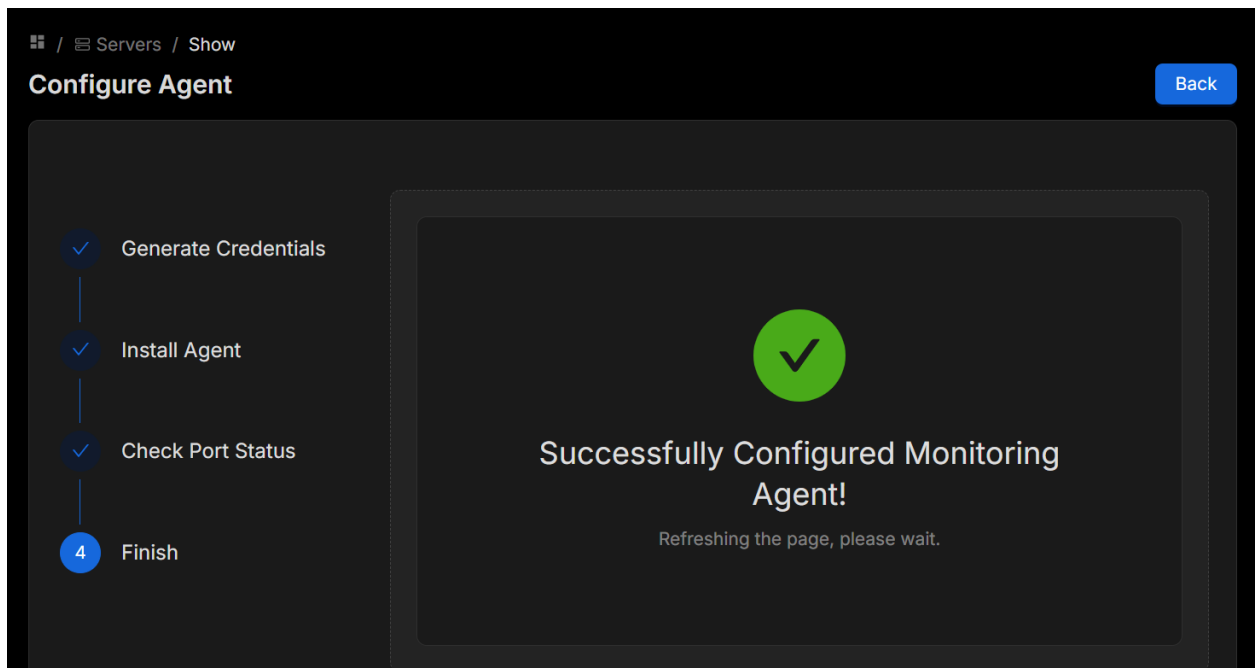 / Servers / Show
Configure Agent
Back
Generate Credentials
Install Agent
Check Port Status
4 Finish
Successfully Configured Monitoring
Agent!
Refreshing the page, please wait.